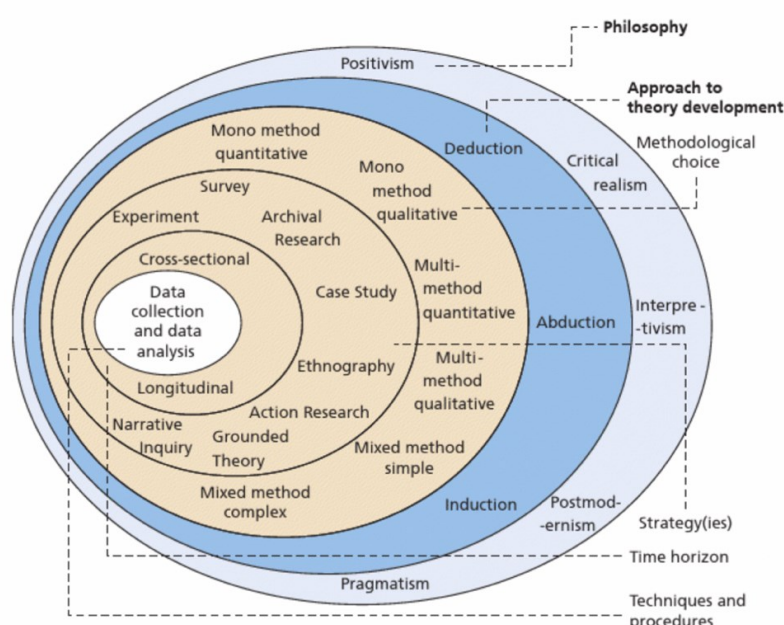 Philosophy
Positivism
Approach to
theory development
Mono method
quantitative
Deduction
Methodological
choice
Critical
realism
Mono
method
qualitative
Survey
Experiment
Archival
Research
Cross-sectional
Multi-
method
quantitative
Data
collection
and data
analysis
Case Study
Abduction
Interpre -
-tivism
Ethnography
Multi-
method
qualitative
Longitudinal
Action Research
Narrative
Inquiry
Grounded
Theory
Mixed method
simple
Mixed method
complex
Induction
Postmod-
-ernism
Strategy(ies)
Time horizon
Pragmatism
Techniques and
procedures